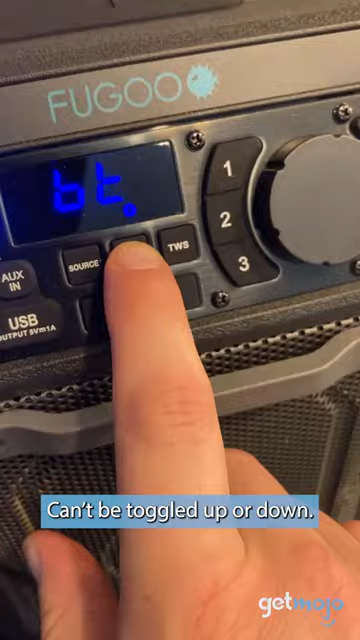 FUGOO
bt.
1
SOURCE
TWS
2
AUX
IN
3
USB
OUTPUT 5V⎓1A
Can't be toggled up or down.
getmojo